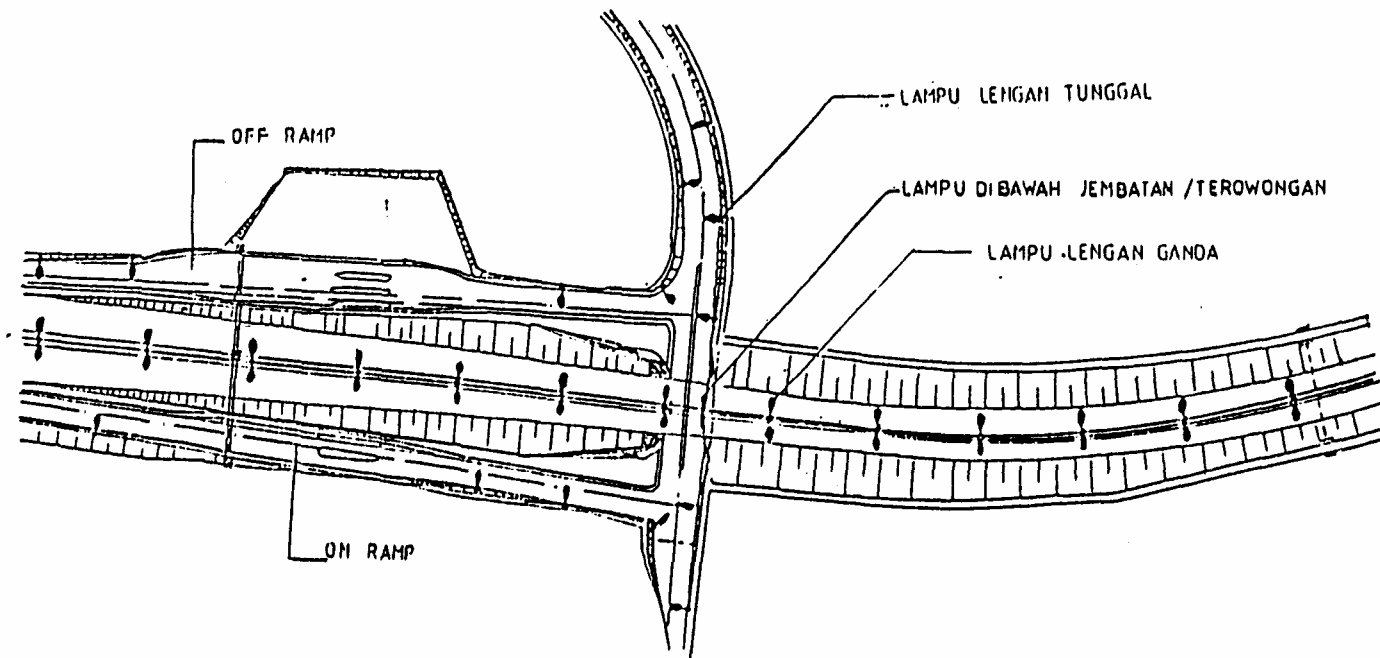 LAMPU LENGAN TUNGGAL
OFF RAMP
LAMPU DIBAWAH JEMBATAN / TEROWONGAN
LAMPU LENGAN GANDA
ON RAMP